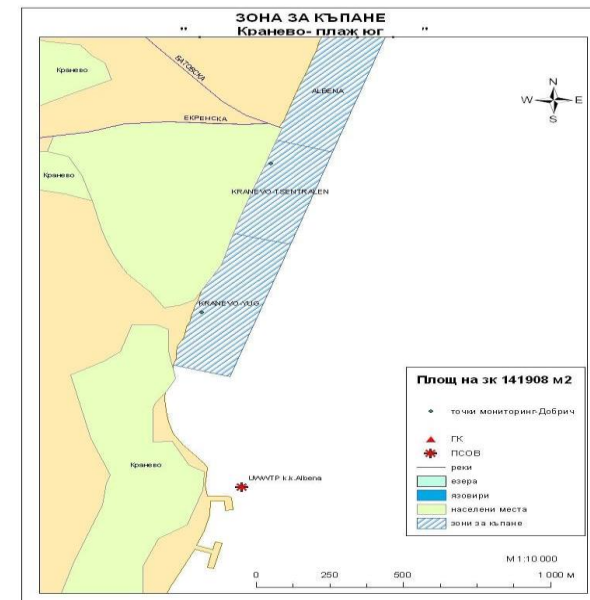 ЗОНА ЗА КЪПАНЕ
" Кранево- плаж юг "
Кранево
БАТОВСКА
ALBENA
N
W E
S
ЕКРЕНСКА
Кранево
KRANEVO-TSENTRALEN
KRANEVO-YUG
Площ на зк 141908 м2
точки мониторинг-Добрич
ГК
ПСОВ
реки
езера
язовири
населени места
зони за къпане
Кранево
UWWTP k.k.Albena
М 1:10 000
0 250 500 1 000 м